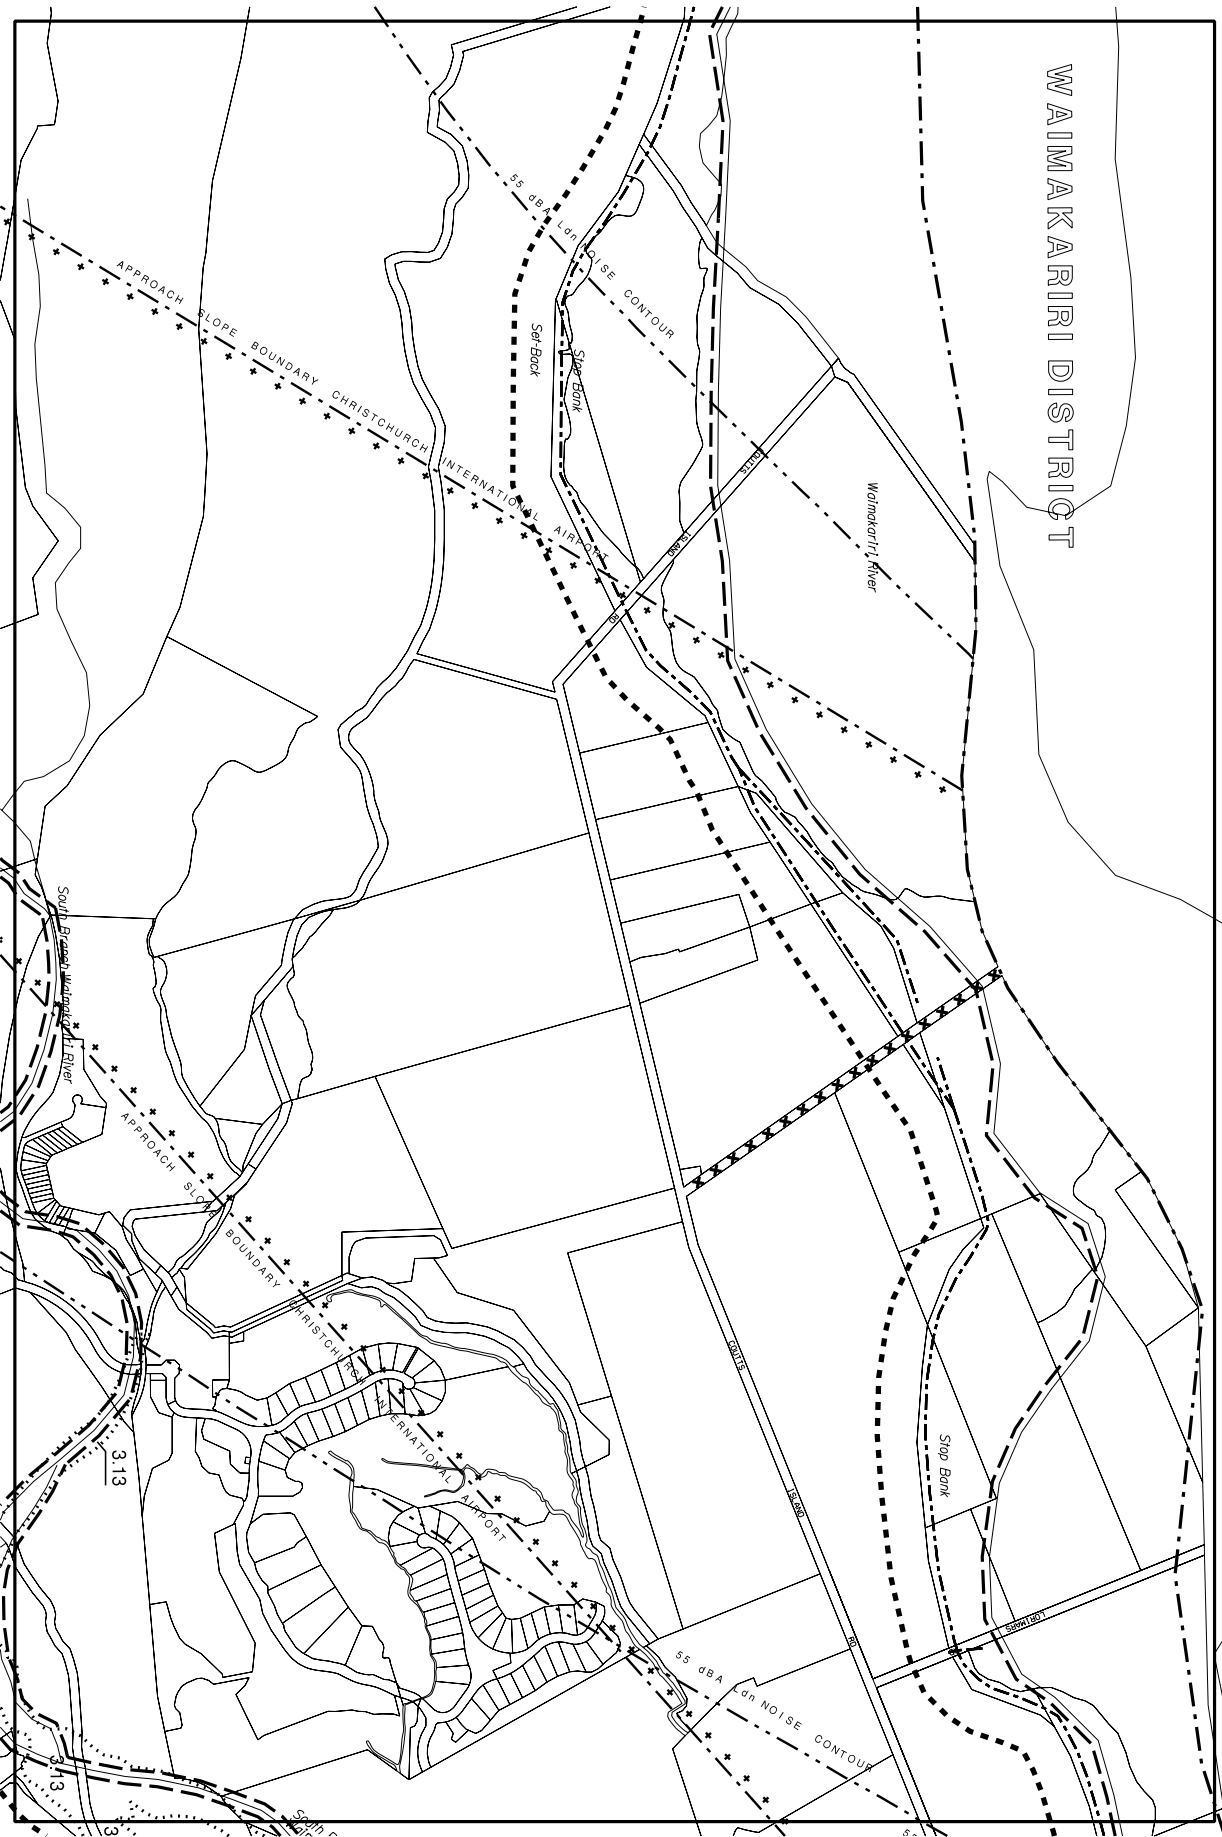 WAIMAKARIRI DISTRICT
55 dBA Ldn NOISE CONTOUR
APPROACH SLOPE BOUNDARY CHRISTCHURCH INTERNATIONAL AIRPORT
Set-Back
Stop Bank
COUTTS
ISLAND
RD
Waimakariri River
South Branch Waimakariri River
APPROACH SLOPE BOUNDARY CHRISTCHURCH INTERNATIONAL AIRPORT
COUTTS
ISLAND
RD
Stop Bank
LORIMARS
3.13
55 dBA Ldn NOISE CONTOUR
3.13
South